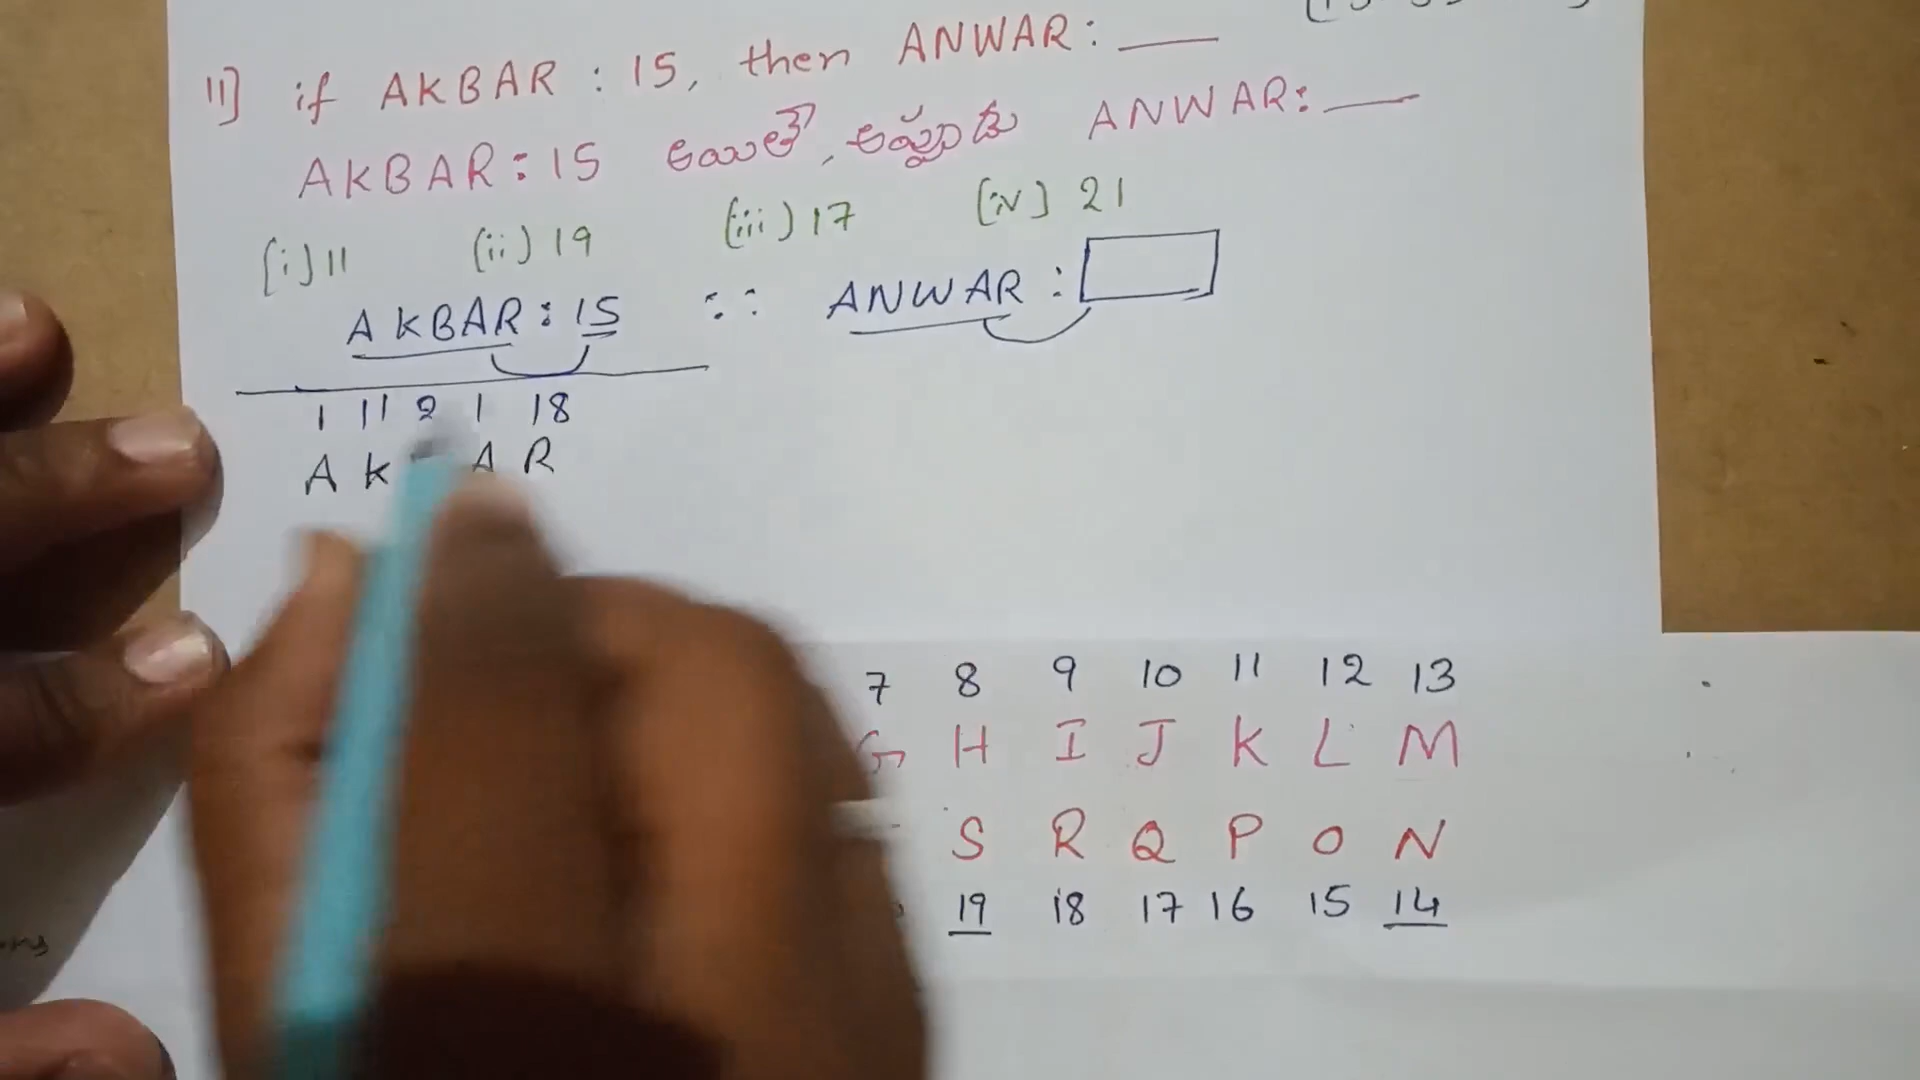 11] if AKBAR : 15, then ANWAR: ___
AKBAR: 15 అయితే, అప్పుడు ANWAR: ___
(i) 11 (ii) 19 (iii) 17 (iv) 21
AKBAR: 15 :: ANWAR:
1 11 2 1 18
A K A R
7 8 9 10 11 12 13
G H I J K L M
S R Q P O N
19 18 17 16 15 14